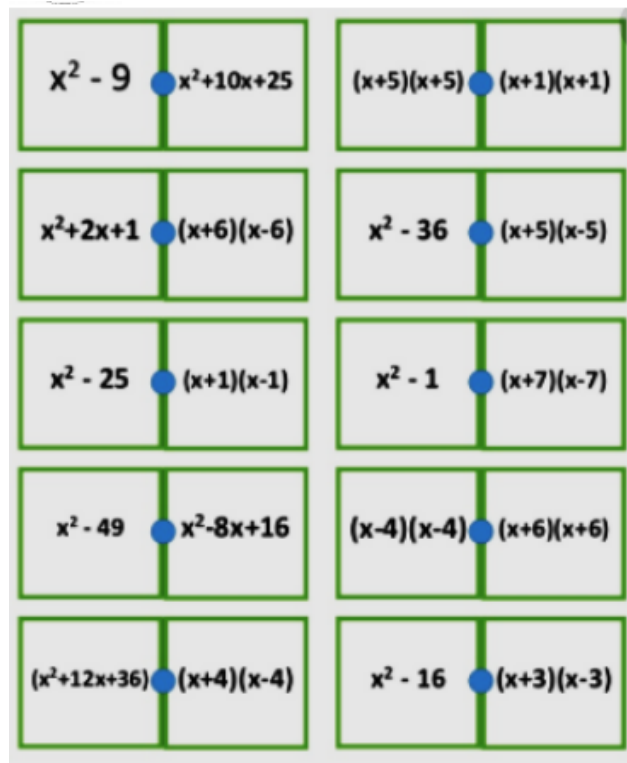 x² - 9 x²+10x+25 (x+5)(x+5) (x+1)(x+1)
x²+2x+1 (x+6)(x-6) x² - 36 (x+5)(x-5)
x² - 25 (x+1)(x-1) x² - 1 (x+7)(x-7)
x² - 49 x²-8x+16 (x-4)(x-4) (x+6)(x+6)
(x²+12x+36) (x+4)(x-4) x² - 16 (x+3)(x-3)